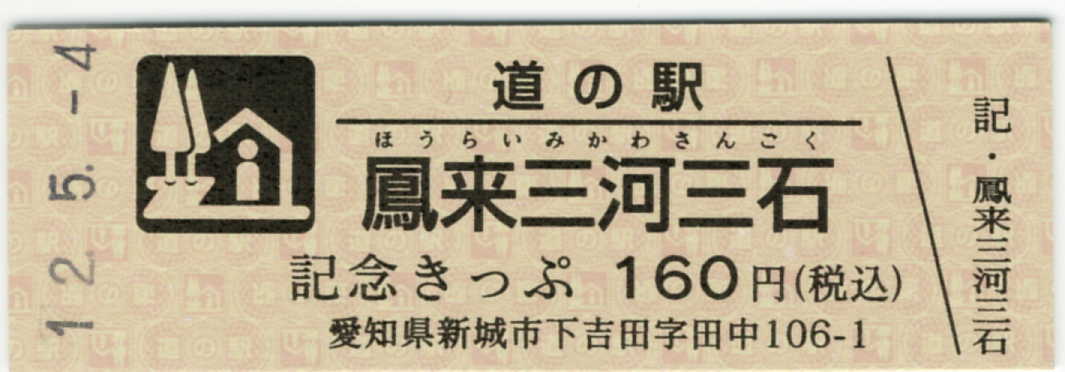 12.5.-4
道の駅
ほうらいみかわさんごく
鳳来三河三石
記念きっぷ 160円(税込)
愛知県新城市下吉田字田中106-1
記・鳳来三河三石